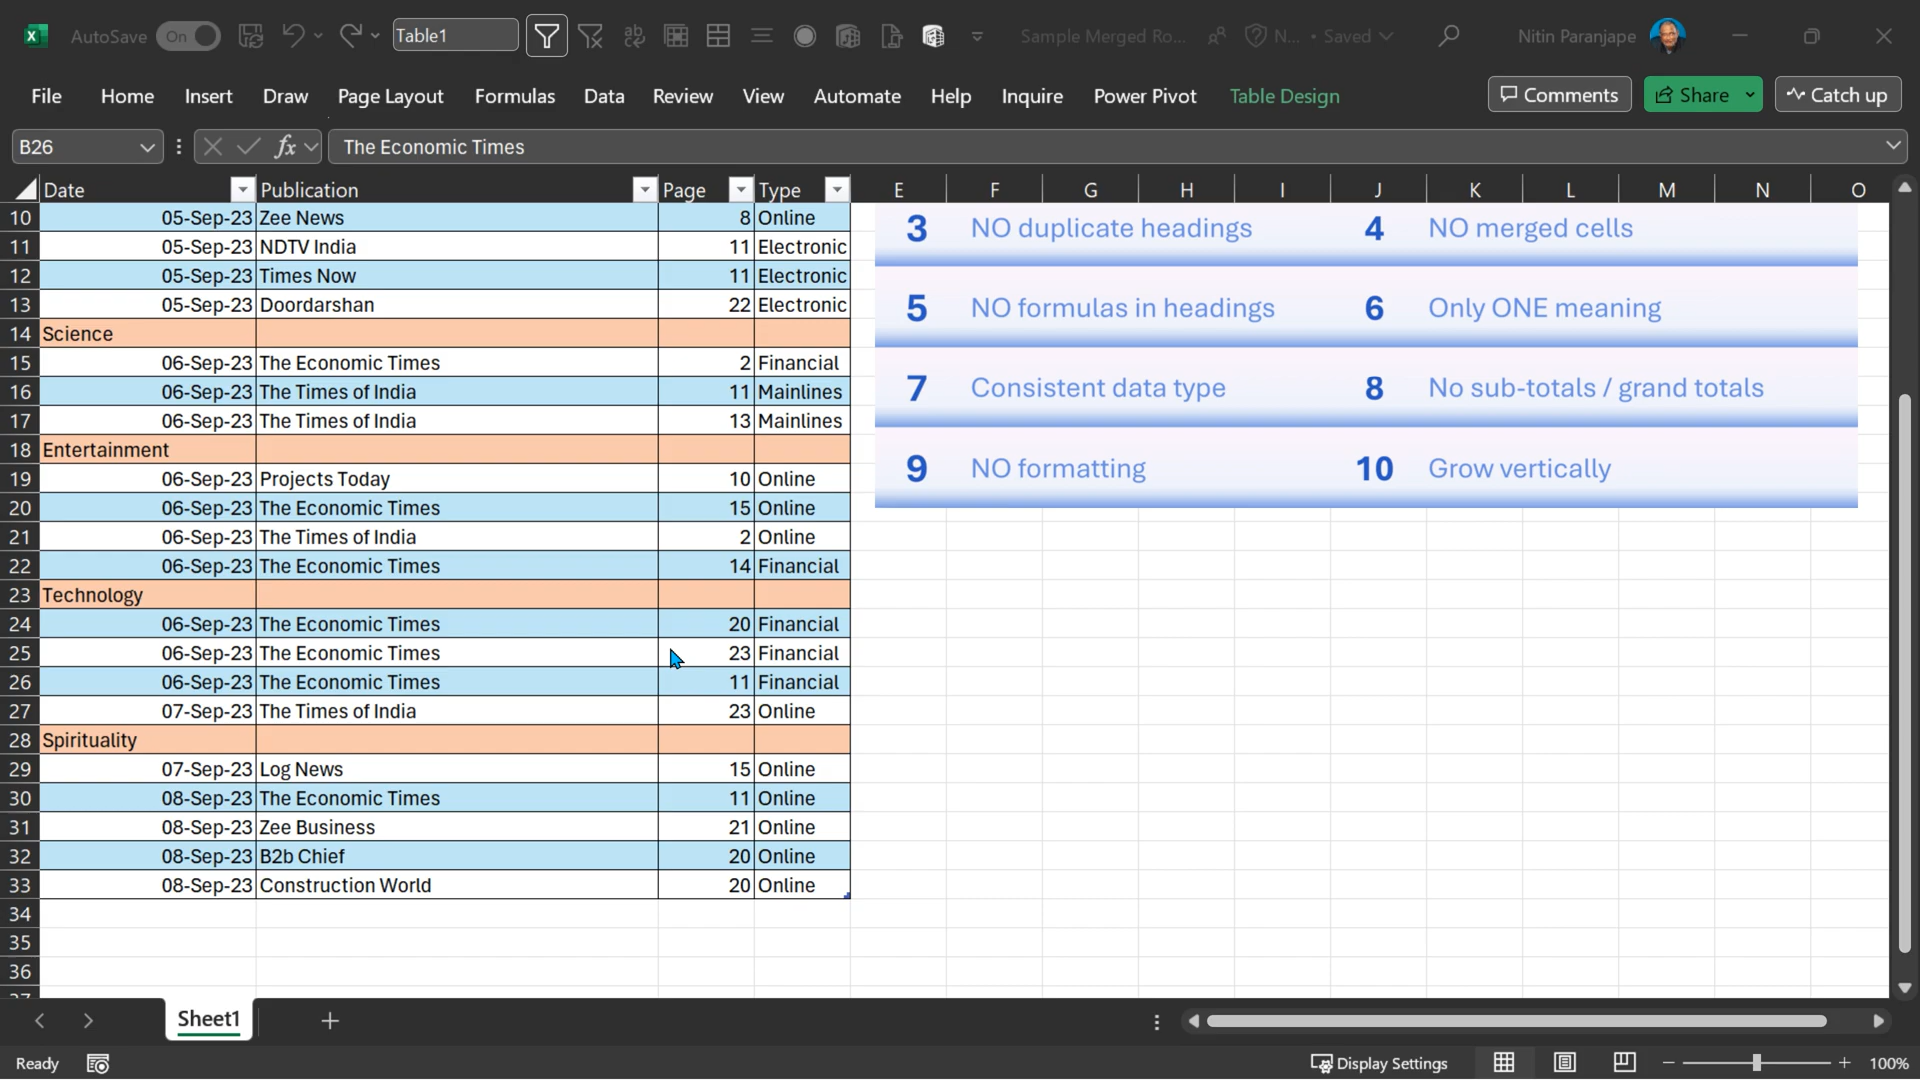 AutoSave On Table1 Sample Merged Ro... N... • Saved Nitin Paranjape
File Home Insert Draw Page Layout Formulas Data Review View Automate Help Inquire Power Pivot Table Design Comments Share Catch up
B26 fx The Economic Times
Date Publication Page Type E F G H I J K L M N O
10 05-Sep-23 Zee News 8 Online
11 05-Sep-23 NDTV India 11 Electronic
12 05-Sep-23 Times Now 11 Electronic
13 05-Sep-23 Doordarshan 22 Electronic
14 Science
15 06-Sep-23 The Economic Times 2 Financial
16 06-Sep-23 The Times of India 11 Mainlines
17 06-Sep-23 The Times of India 13 Mainlines
18 Entertainment
19 06-Sep-23 Projects Today 10 Online
20 06-Sep-23 The Economic Times 15 Online
21 06-Sep-23 The Times of India 2 Online
22 06-Sep-23 The Economic Times 14 Financial
23 Technology
24 06-Sep-23 The Economic Times 20 Financial
25 06-Sep-23 The Economic Times 23 Financial
26 06-Sep-23 The Economic Times 11 Financial
27 07-Sep-23 The Times of India 23 Online
28 Spirituality
29 07-Sep-23 Log News 15 Online
30 08-Sep-23 The Economic Times 11 Online
31 08-Sep-23 Zee Business 21 Online
32 08-Sep-23 B2b Chief 20 Online
33 08-Sep-23 Construction World 20 Online
34
35
36
3 NO duplicate headings 4 NO merged cells
5 NO formulas in headings 6 Only ONE meaning
7 Consistent data type 8 No sub-totals / grand totals
9 NO formatting 10 Grow vertically
Sheet1
Ready Display Settings 100%